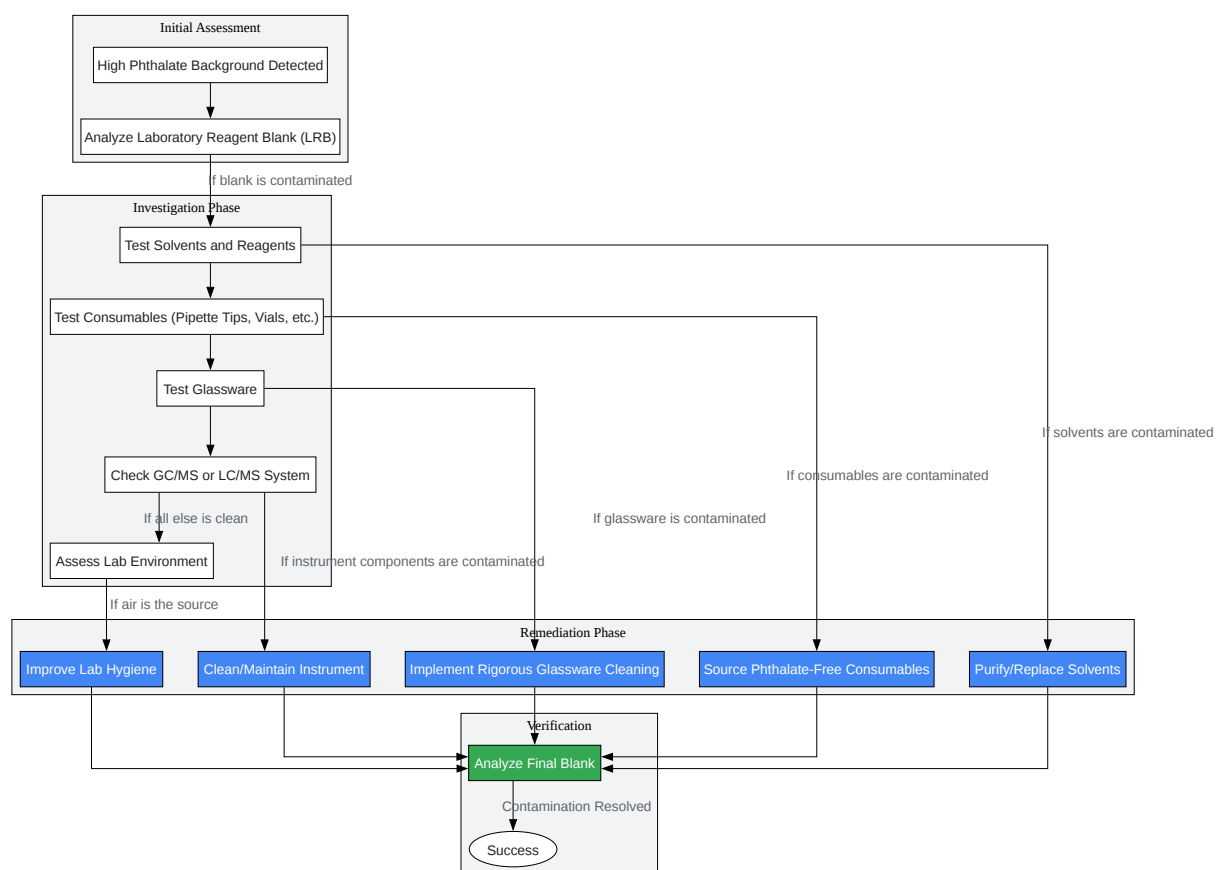 Initial Assessment
High Phthalate Background Detected
Analyze Laboratory Reagent Blank (LRB)
If blank is contaminated
Investigation Phase
Test Solvents and Reagents
Test Consumables (Pipette Tips, Vials, etc.)
Test Glassware
If solvents are contaminated
Check GC/MS or LC/MS System
If consumables are contaminated
If all else is clean
If glassware is contaminated
Assess Lab Environment
If instrument components are contaminated
If air is the source
Remediation Phase
Improve Lab Hygiene
Clean/Maintain Instrument
Implement Rigorous Glassware Cleaning
Source Phthalate-Free Consumables
Purify/Replace Solvents
Verification
Analyze Final Blank
Contamination Resolved
Success